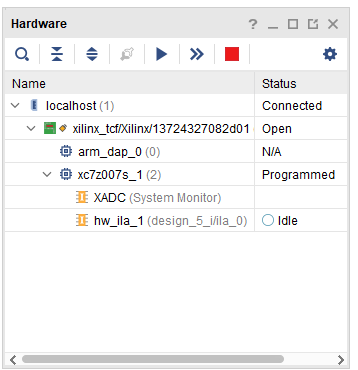 Hardware
Name Status
localhost (1) Connected
xilinx_tcf/Xilinx/13724327082d01 Open
arm_dap_0 (0) N/A
xc7z007s_1 (2) Programmed
XADC (System Monitor)
hw_ila_1 (design_5_i/ila_0) Idle